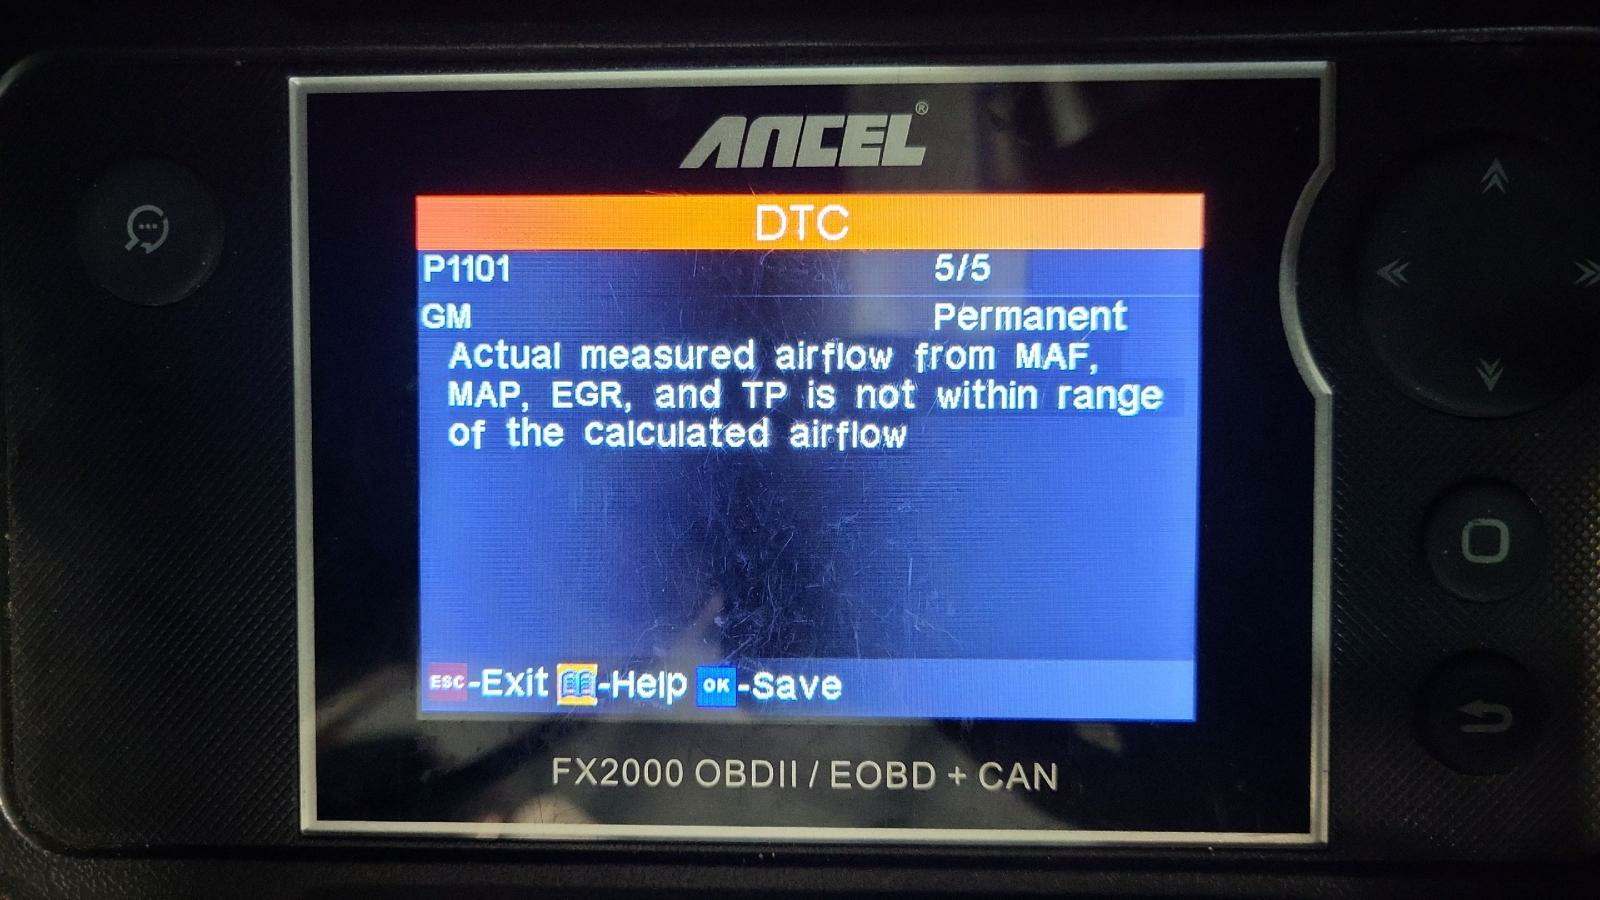 ANCEL®
DTC
P1101 5/5
GM Permanent
Actual measured airflow from MAF,
MAP, EGR, and TP is not within range
of the calculated airflow
ESC-Exit -Help OK-Save
FX2000 OBDII / EOBD + CAN